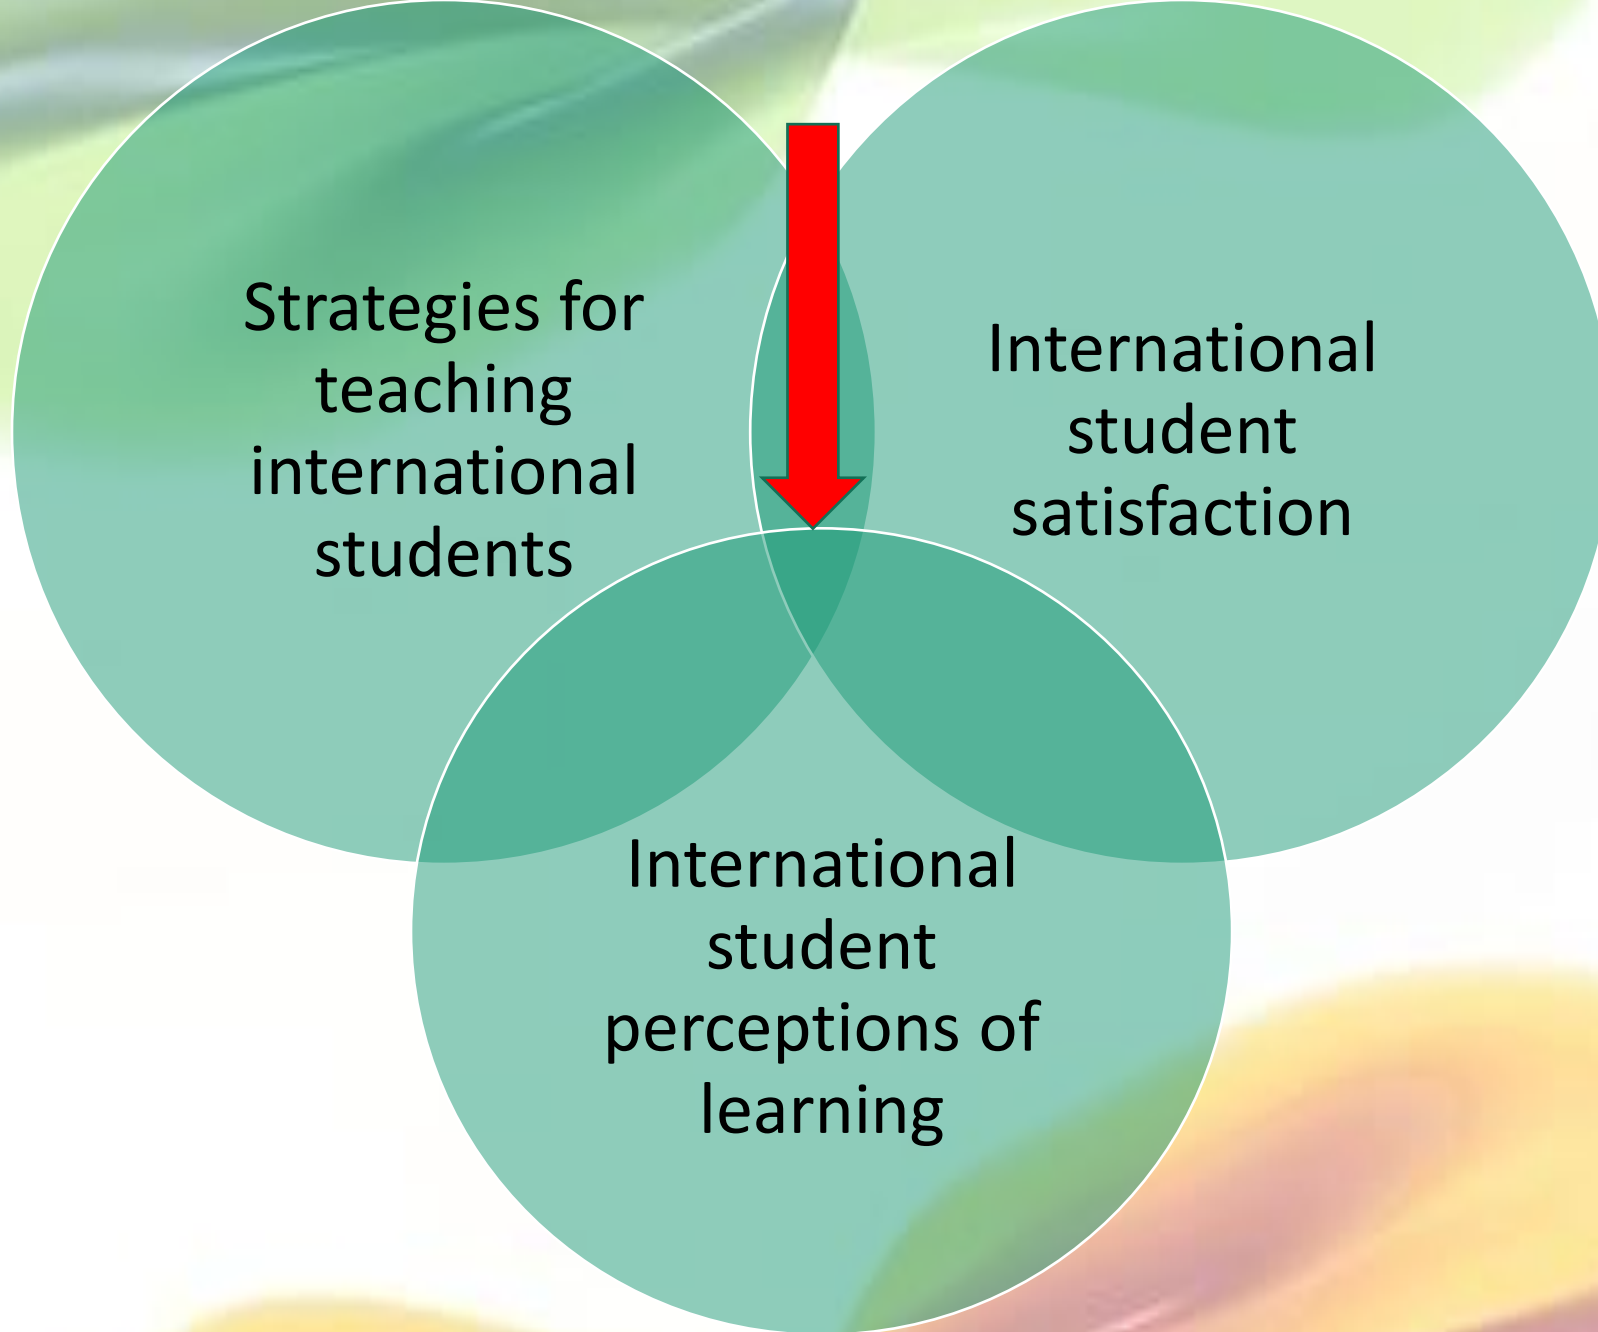 Strategies for
teaching
international
students
International
student
satisfaction
International
student
perceptions of
learning